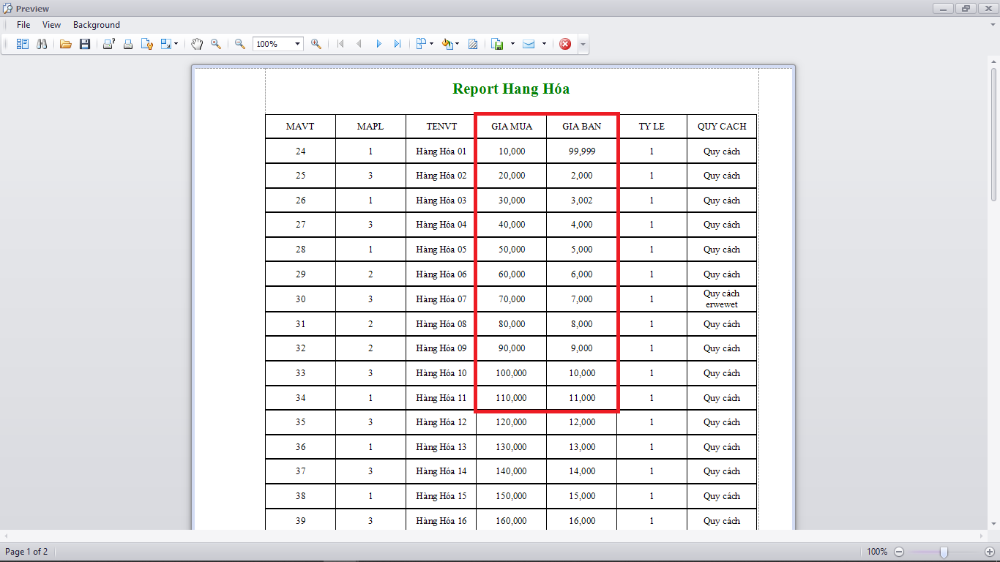 Preview
File View Background
100%
Report Hang Hóa
MAVT MAPL TENVT GIA MUA GIA BAN TY LE QUY CACH
24 1 Hàng Hóa 01 10,000 99,999 1 Quy cách
25 3 Hàng Hóa 02 20,000 2,000 1 Quy cách
26 1 Hàng Hóa 03 30,000 3,002 1 Quy cách
27 3 Hàng Hóa 04 40,000 4,000 1 Quy cách
28 1 Hàng Hóa 05 50,000 5,000 1 Quy cách
29 2 Hàng Hóa 06 60,000 6,000 1 Quy cách
30 3 Hàng Hóa 07 70,000 7,000 1 Quy cách
erwewet
31 2 Hàng Hóa 08 80,000 8,000 1 Quy cách
32 2 Hàng Hóa 09 90,000 9,000 1 Quy cách
33 3 Hàng Hóa 10 100,000 10,000 1 Quy cách
34 1 Hàng Hóa 11 110,000 11,000 1 Quy cách
35 3 Hàng Hóa 12 120,000 12,000 1 Quy cách
36 1 Hàng Hóa 13 130,000 13,000 1 Quy cách
37 3 Hàng Hóa 14 140,000 14,000 1 Quy cách
38 1 Hàng Hóa 15 150,000 15,000 1 Quy cách
39 3 Hàng Hóa 16 160,000 16,000 1 Quy cách
Page 1 of 2 100%